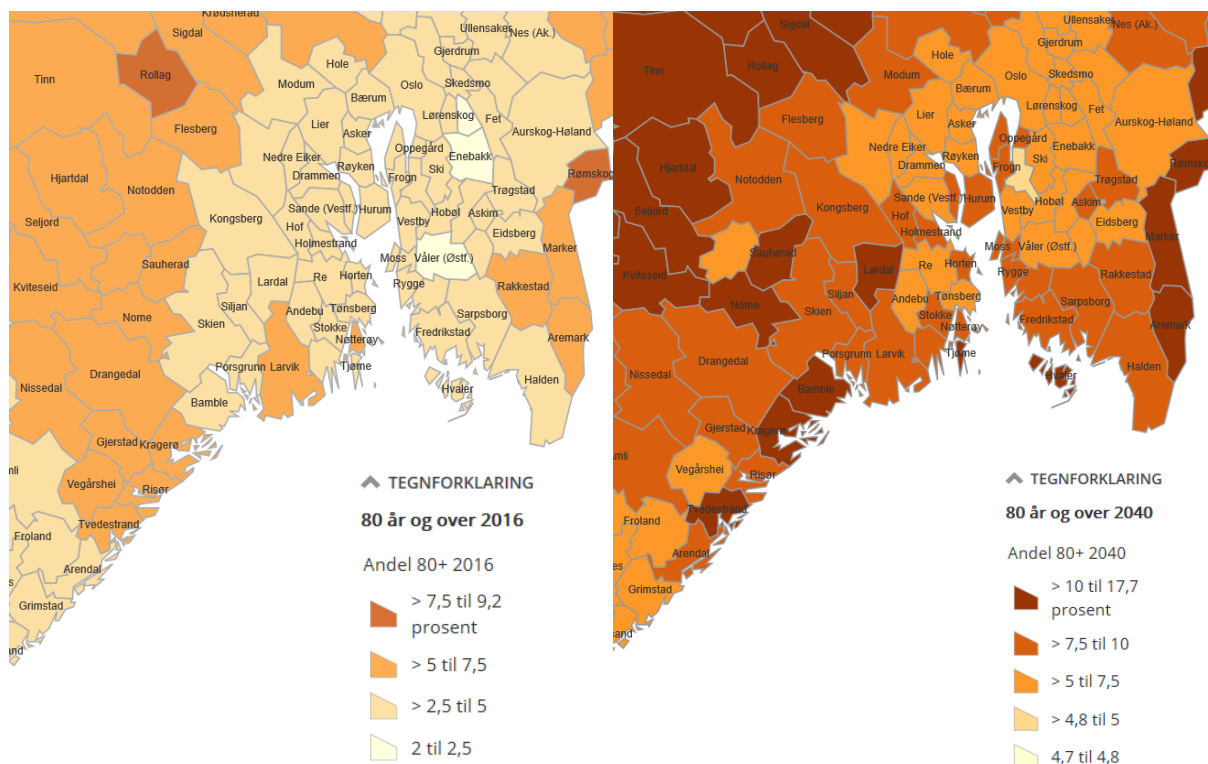 Krødsherad
Sigdal
Ullensaker
Nes (Ak.)
Hole
Gjerdrum
Tinn
Rollag
Modum
Oslo
Skedsmo
Bærum
Flesberg
Lier
Lørenskog
Fet
Asker
Aurskog-Høland
Nedre Eiker
Oppegård
Enebakk
Røyken
Ski
Rømskog
Hjartdal
Drammen
Frogn
Notodden
Trøgstad
Sande (Vestf.)
Hurum
Kongsberg
Hobøl
Askim
Seljord
Hof
Vestby
Eidsberg
Holmestrand
Marker
Moss
Våler (Østf.)
Sauherad
Lardal
Re
Horten
Kviteseid
Rygge
Rakkestad
Siljan
Andebu
Tønsberg
Nome
Skien
Stokke
Sarpsborg
Fredrikstad
Nøtterøy
Aremark
Drangedal
Porsgrunn
Larvik
Tjøme
Nissedal
Hvaler
Halden
Bamble
Gjerstad
Kragerø
mli
Vegårshei
Risør
Tvedestrand
Froland
Arendal
s
Grimstad
and
TEGNFORKLARING
80 år og over 2016
Andel 80+ 2016
> 7,5 til 9,2
prosent
> 5 til 7,5
> 2,5 til 5
2 til 2,5
Sigdal
Ullensaker
Nes (Ak.)
Hole
Gjerdrum
Tinn
Rollag
Modum
Oslo
Skedsmo
Bærum
Flesberg
Lier
Lørenskog
Fet
Asker
Aurskog-Høland
Nedre Eiker
Oppegård
Enebakk
Røyken
Ski
Rømskog
Hjartdal
Drammen
Frogn
Notodden
Trøgstad
Sande (Vestf.)
Hurum
Kongsberg
Hobøl
Askim
Seljord
Hof
Vestby
Eidsberg
Holmestrand
Marker
Moss
Våler (Østf.)
Sauherad
Lardal
Re
Horten
Kviteseid
Rygge
Rakkestad
Siljan
Andebu
Tønsberg
Nome
Skien
Stokke
Sarpsborg
Fredrikstad
Nøtterøy
Aremark
Drangedal
Porsgrunn
Larvik
Tjøme
Nissedal
Hvaler
Halden
Bamble
Gjerstad
Kragerø
mli
Vegårshei
Risør
Tvedestrand
Froland
Arendal
es
Grimstad
sand
TEGNFORKLARING
80 år og over 2040
Andel 80+ 2040
> 10 til 17,7
prosent
> 7,5 til 10
> 5 til 7,5
> 4,8 til 5
4,7 til 4,8